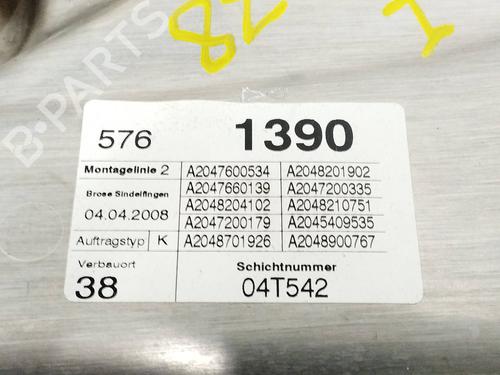 B-PARTS
28
576 1390
Montagelinie 2 A2047600534 A2048201902
Brose Sindelfingen A2047660139 A2047200335
04.04.2008 A2048204102 A2048210751
A2047200179 A2045409535
Auftragstyp K A2048701926 A2048900767
Verbauort Schichtnummer
38 04T542